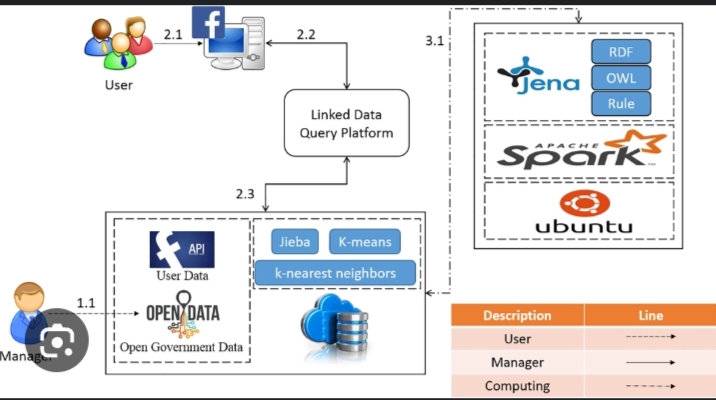 2.1
f
2.2
User
Linked Data
Query Platform
2.3
3.1
Jena
RDF
OWL
Rule
APACHE
Spark
TM
ubuntu
f
API
User Data
OPEN DATA
Open Government Data
Jieba
K-means
k-nearest neighbors
1.1
Manager
Description Line
User
Manager
Computing